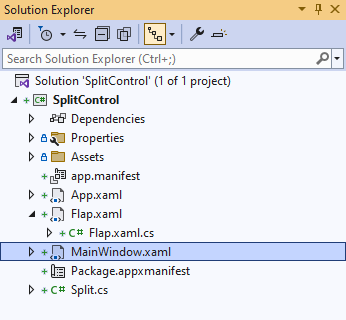 Solution Explorer
Search Solution Explorer (Ctrl+;)
Solution 'SplitControl' (1 of 1 project)
C# SplitControl
Dependencies
Properties
Assets
app.manifest
App.xaml
Flap.xaml
C# Flap.xaml.cs
MainWindow.xaml
Package.appxmanifest
C# Split.cs